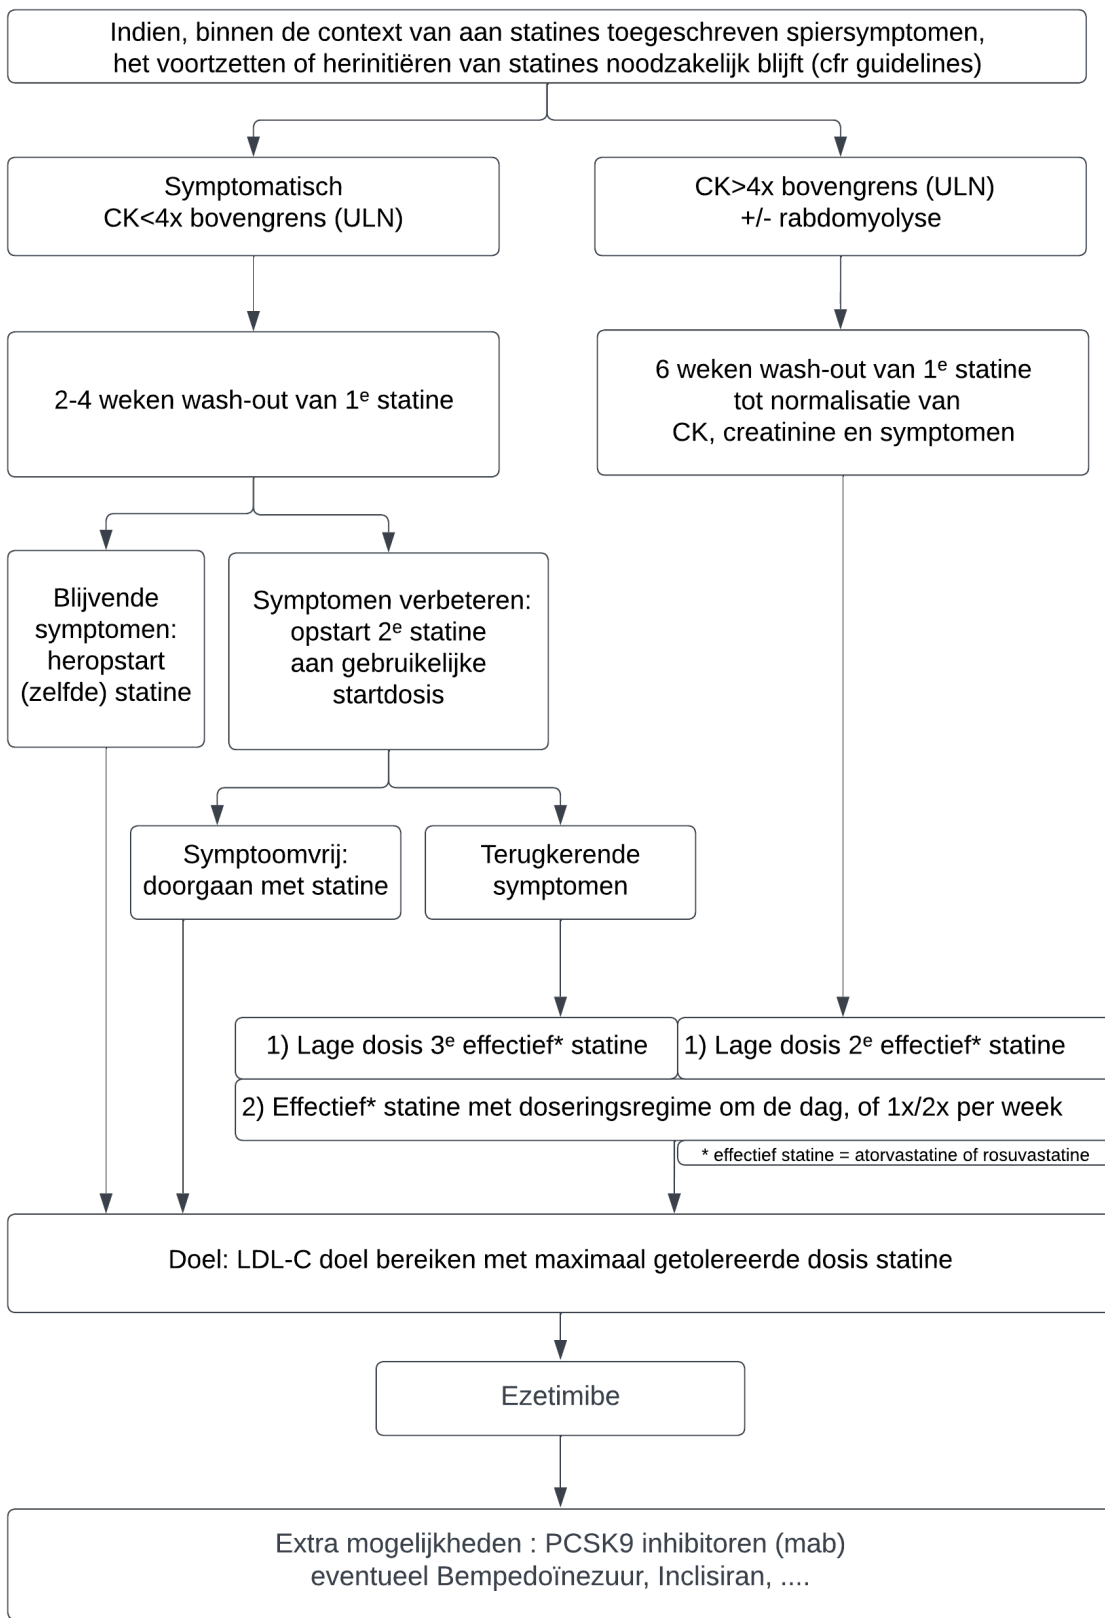 Indien, binnen de context van aan statines toegeschreven spiersymptomen,
het voortzetten of herinitiëren van statines noodzakelijk blijft (cfr guidelines)
Symptomatisch
CK<4x bovengrens (ULN)
CK>4x bovengrens (ULN)
+/- rabdomyolyse
2-4 weken wash-out van 1ᵉ statine
6 weken wash-out van 1ᵉ statine
tot normalisatie van
CK, creatinine en symptomen
Blijvende
symptomen:
heropstart
(zelfde) statine
Symptomen verbeteren:
opstart 2ᵉ statine
aan gebruikelijke
startdosis
Symptoomvrij:
doorgaan met statine
Terugkerende
symptomen
1) Lage dosis 3ᵉ effectief* statine
1) Lage dosis 2ᵉ effectief* statine
2) Effectief* statine met doseringsregime om de dag, of 1x/2x per week
* effectief statine = atorvastatine of rosuvastatine
Doel: LDL-C doel bereiken met maximaal getolereerde dosis statine
Ezetimibe
Extra mogelijkheden : PCSK9 inhibitoren (mab)
eventueel Bempedoïnezuur, Inclisiran, ....